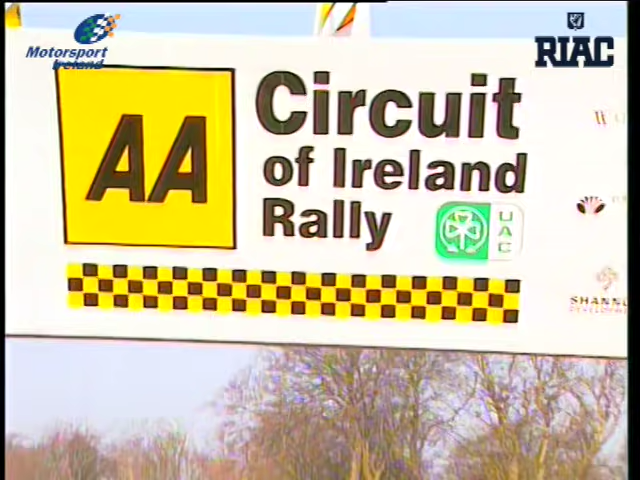 Motorsport
Ireland
RIAC
AA
Circuit
of Ireland
Rally
UAC